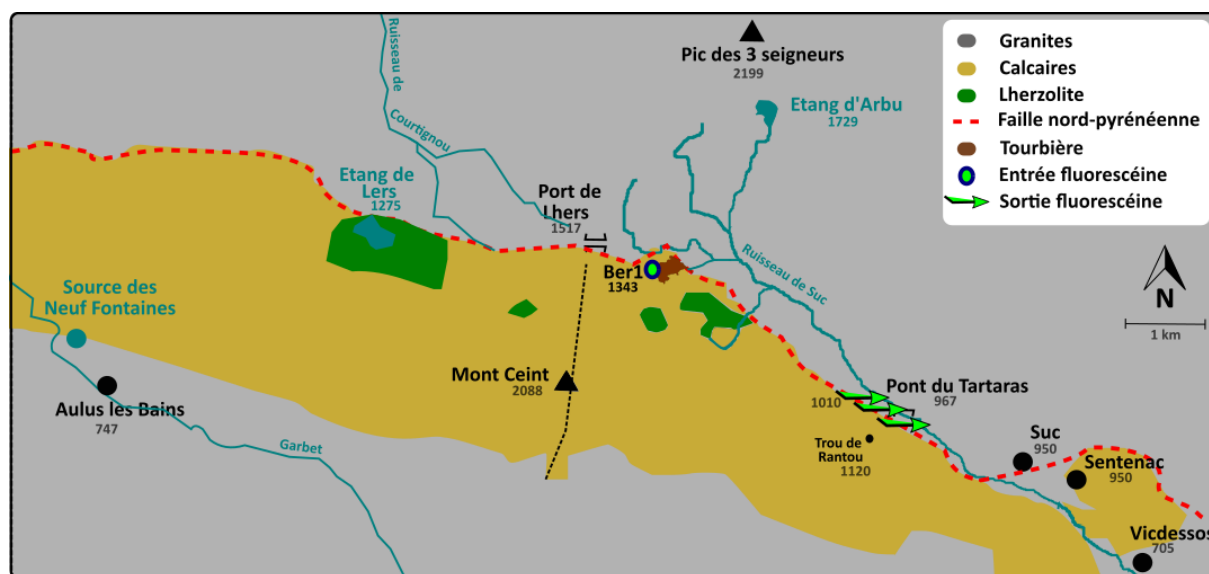 Ruisseau de
Courtignou
Pic des 3 seigneurs
2199
Etang d'Arbu
1729
Granites
Calcaires
Lherzolite
Faille nord-pyrénéenne
Tourbière
Entrée fluorescéine
Sortie fluorescéine
Etang de
Lers
1275
Port de
Lhers
1517
Ber1
1343
Ruisseau de Suc
N
1 km
Source des
Neuf Fontaines
Mont Ceint
2088
Aulus les Bains
747
Garbet
1010
Pont du Tartaras
967
Trou de
Rantou
1120
Suc
950
Sentenac
950
Vicdessos
705